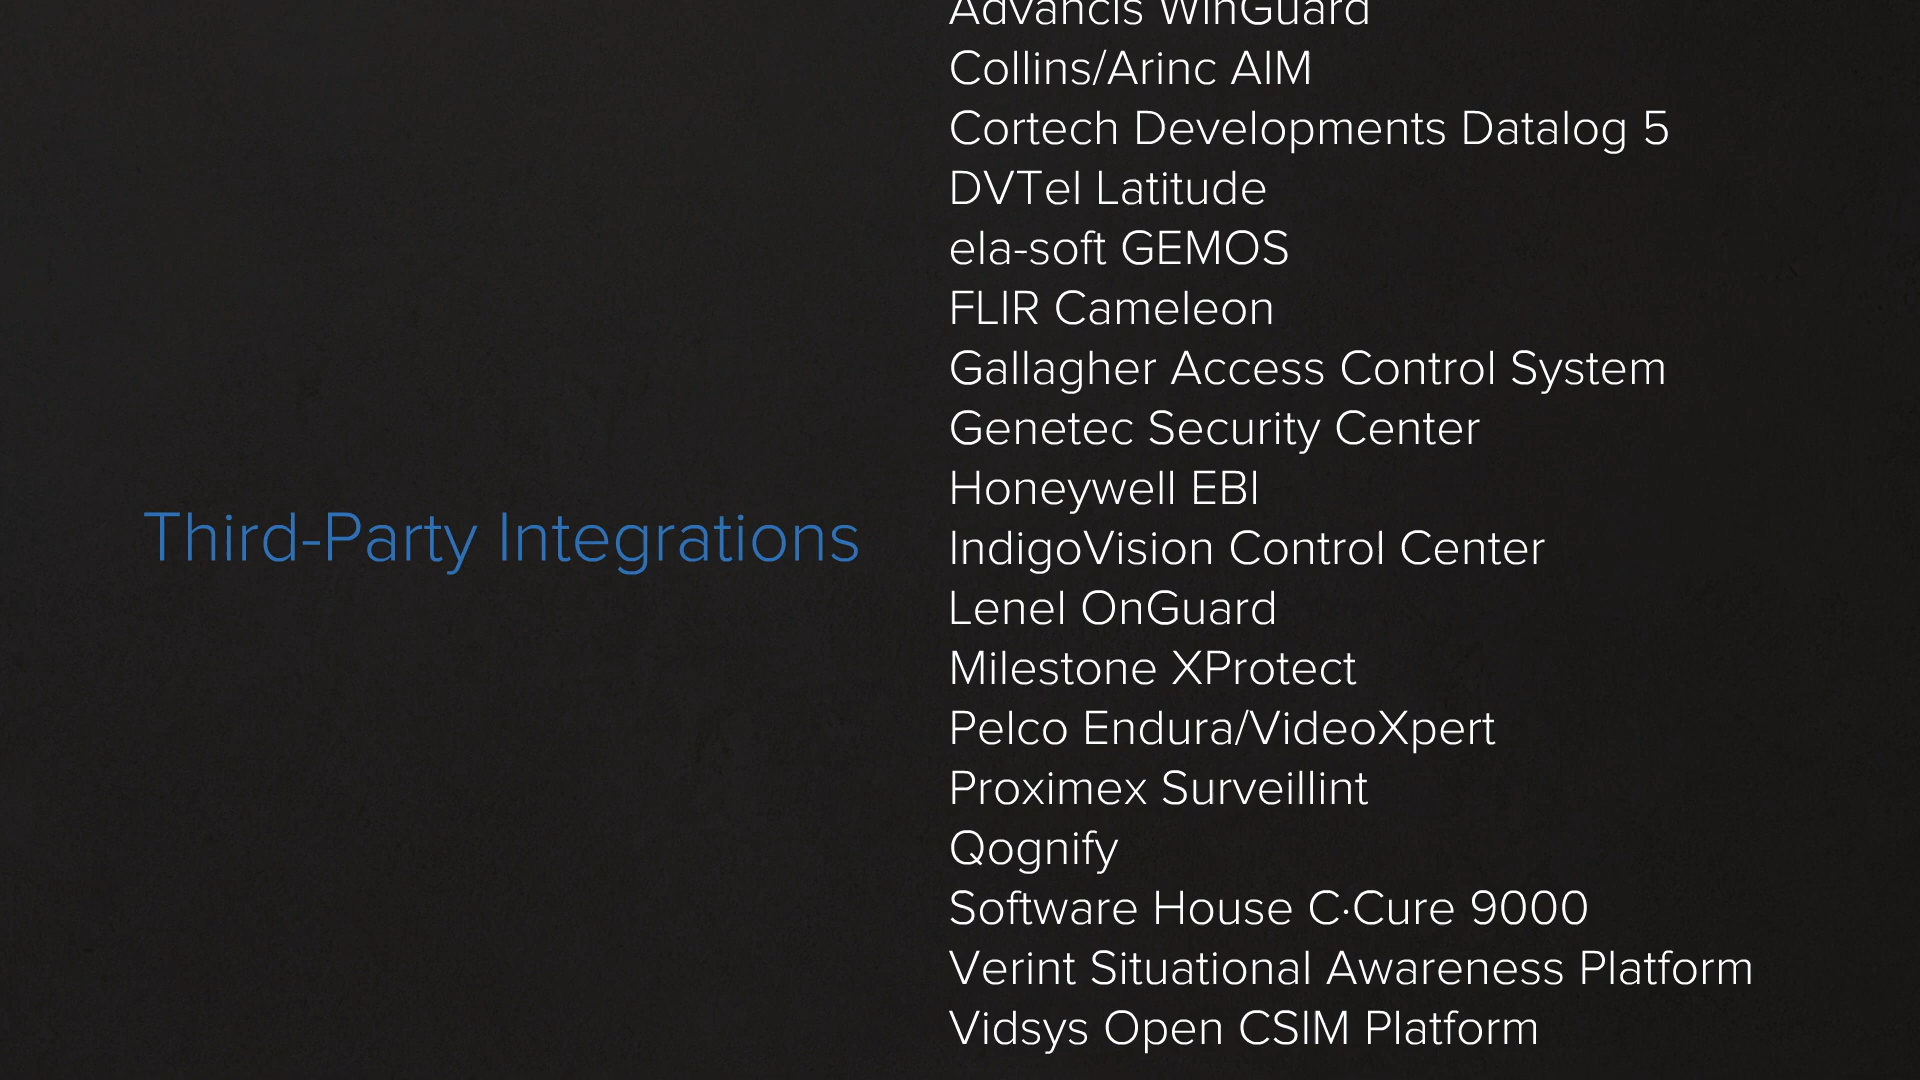 Third-Party Integrations
Advancis WinGuard
Collins/Arinc AIM
Cortech Developments Datalog 5
DVTel Latitude
ela-soft GEMOS
FLIR Cameleon
Gallagher Access Control System
Genetec Security Center
Honeywell EBI
IndigoVision Control Center
Lenel OnGuard
Milestone XProtect
Pelco Endura/VideoXpert
Proximex Surveillint
Qognify
Software House C·Cure 9000
Verint Situational Awareness Platform
Vidsys Open CSIM Platform